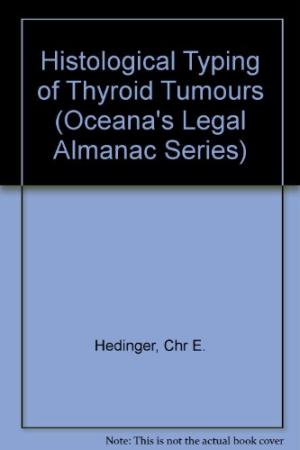 Histological Typing
of Thyroid Tumours
(Oceana's Legal
Almanac Series)
Hedinger, Chr E.
Note: This is not the actual book cover